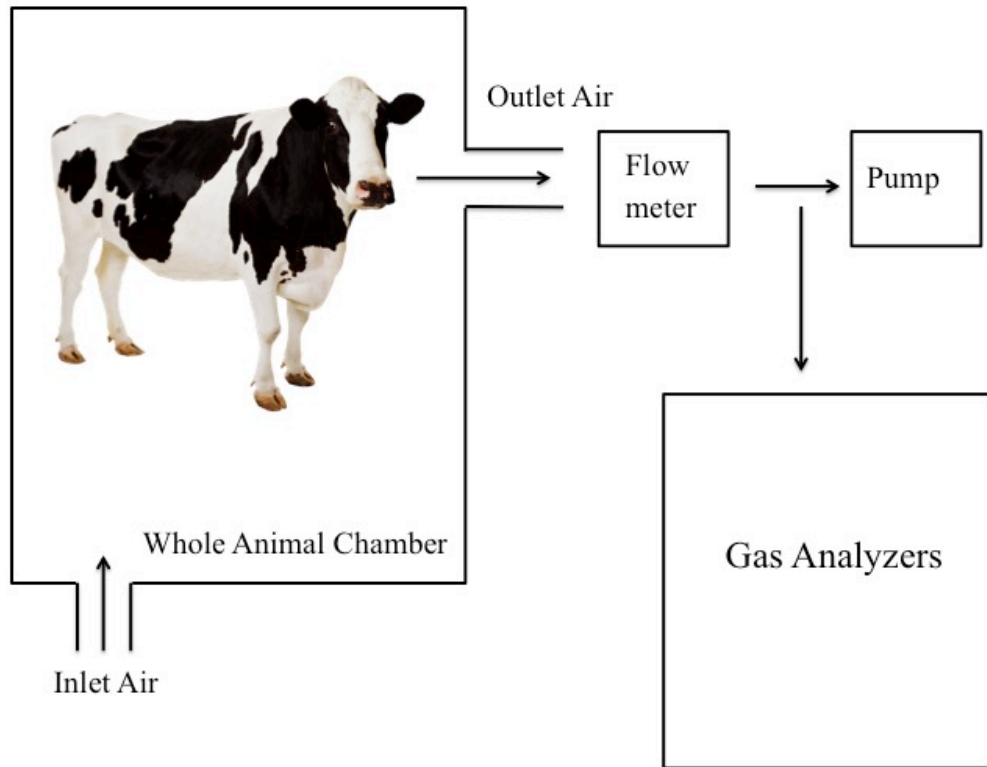 Outlet Air
Flow
meter
Pump
Whole Animal Chamber
Gas Analyzers
Inlet Air